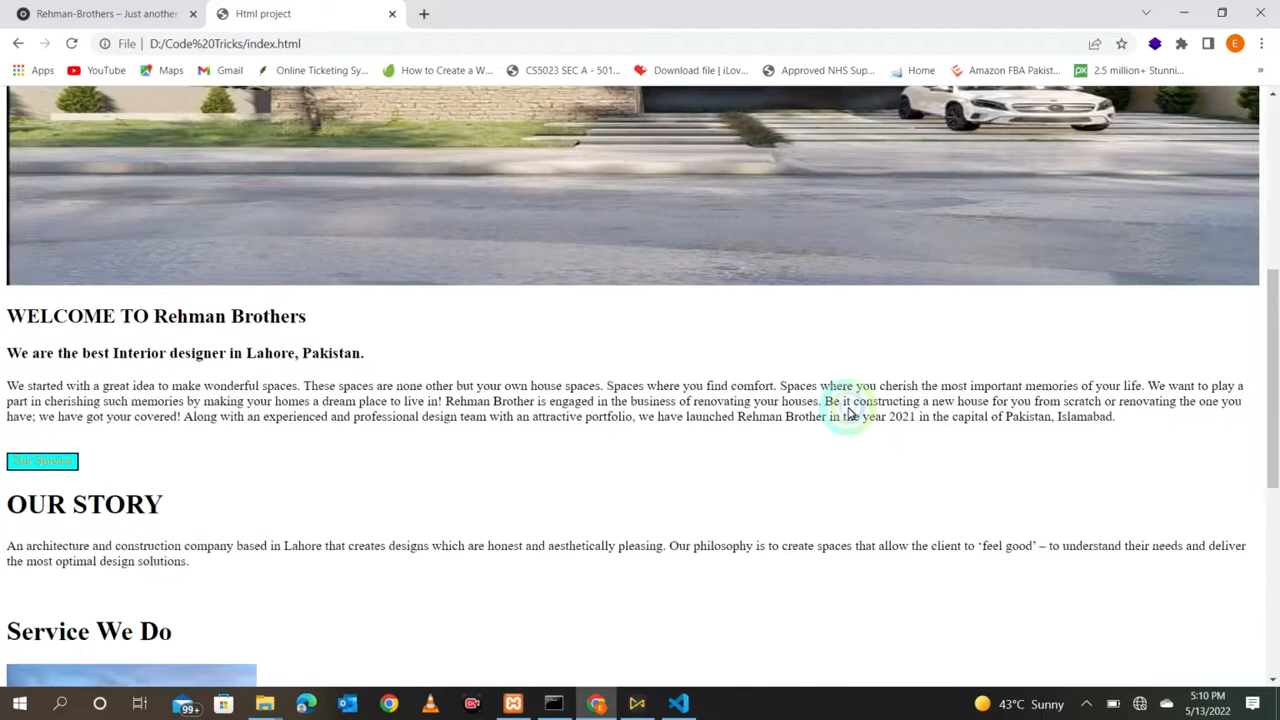 Rehman-Brothers – Just another
Html project
File
D:/Code%20Tricks/index.html
E
Apps
YouTube
Maps
Gmail
Online Ticketing Sy...
How to Create a W...
CS5023 SEC A - 501...
Download file | iLov...
Approved NHS Sup...
Home
Amazon FBA Pakist...
2.5 million+ Stunni...
WELCOME TO Rehman Brothers
We are the best Interior designer in Lahore, Pakistan.
We started with a great idea to make wonderful spaces. These spaces are none other but your own house spaces. Spaces where you find comfort. Spaces where you cherish the most important memories of your life. We want to play a
part in cherishing such memories by making your homes a dream place to live in! Rehman Brother is engaged in the business of renovating your houses. Be it constructing a new house for you from scratch or renovating the one you
have; we have got your covered! Along with an experienced and professional design team with an attractive portfolio, we have launched Rehman Brother in the year 2021 in the capital of Pakistan, Islamabad.
Our Service
OUR STORY
An architecture and construction company based in Lahore that creates designs which are honest and aesthetically pleasing. Our philosophy is to create spaces that allow the client to ‘feel good’ – to understand their needs and deliver
the most optimal design solutions.
Service We Do
99+
43°C Sunny
5:10 PM
5/13/2022